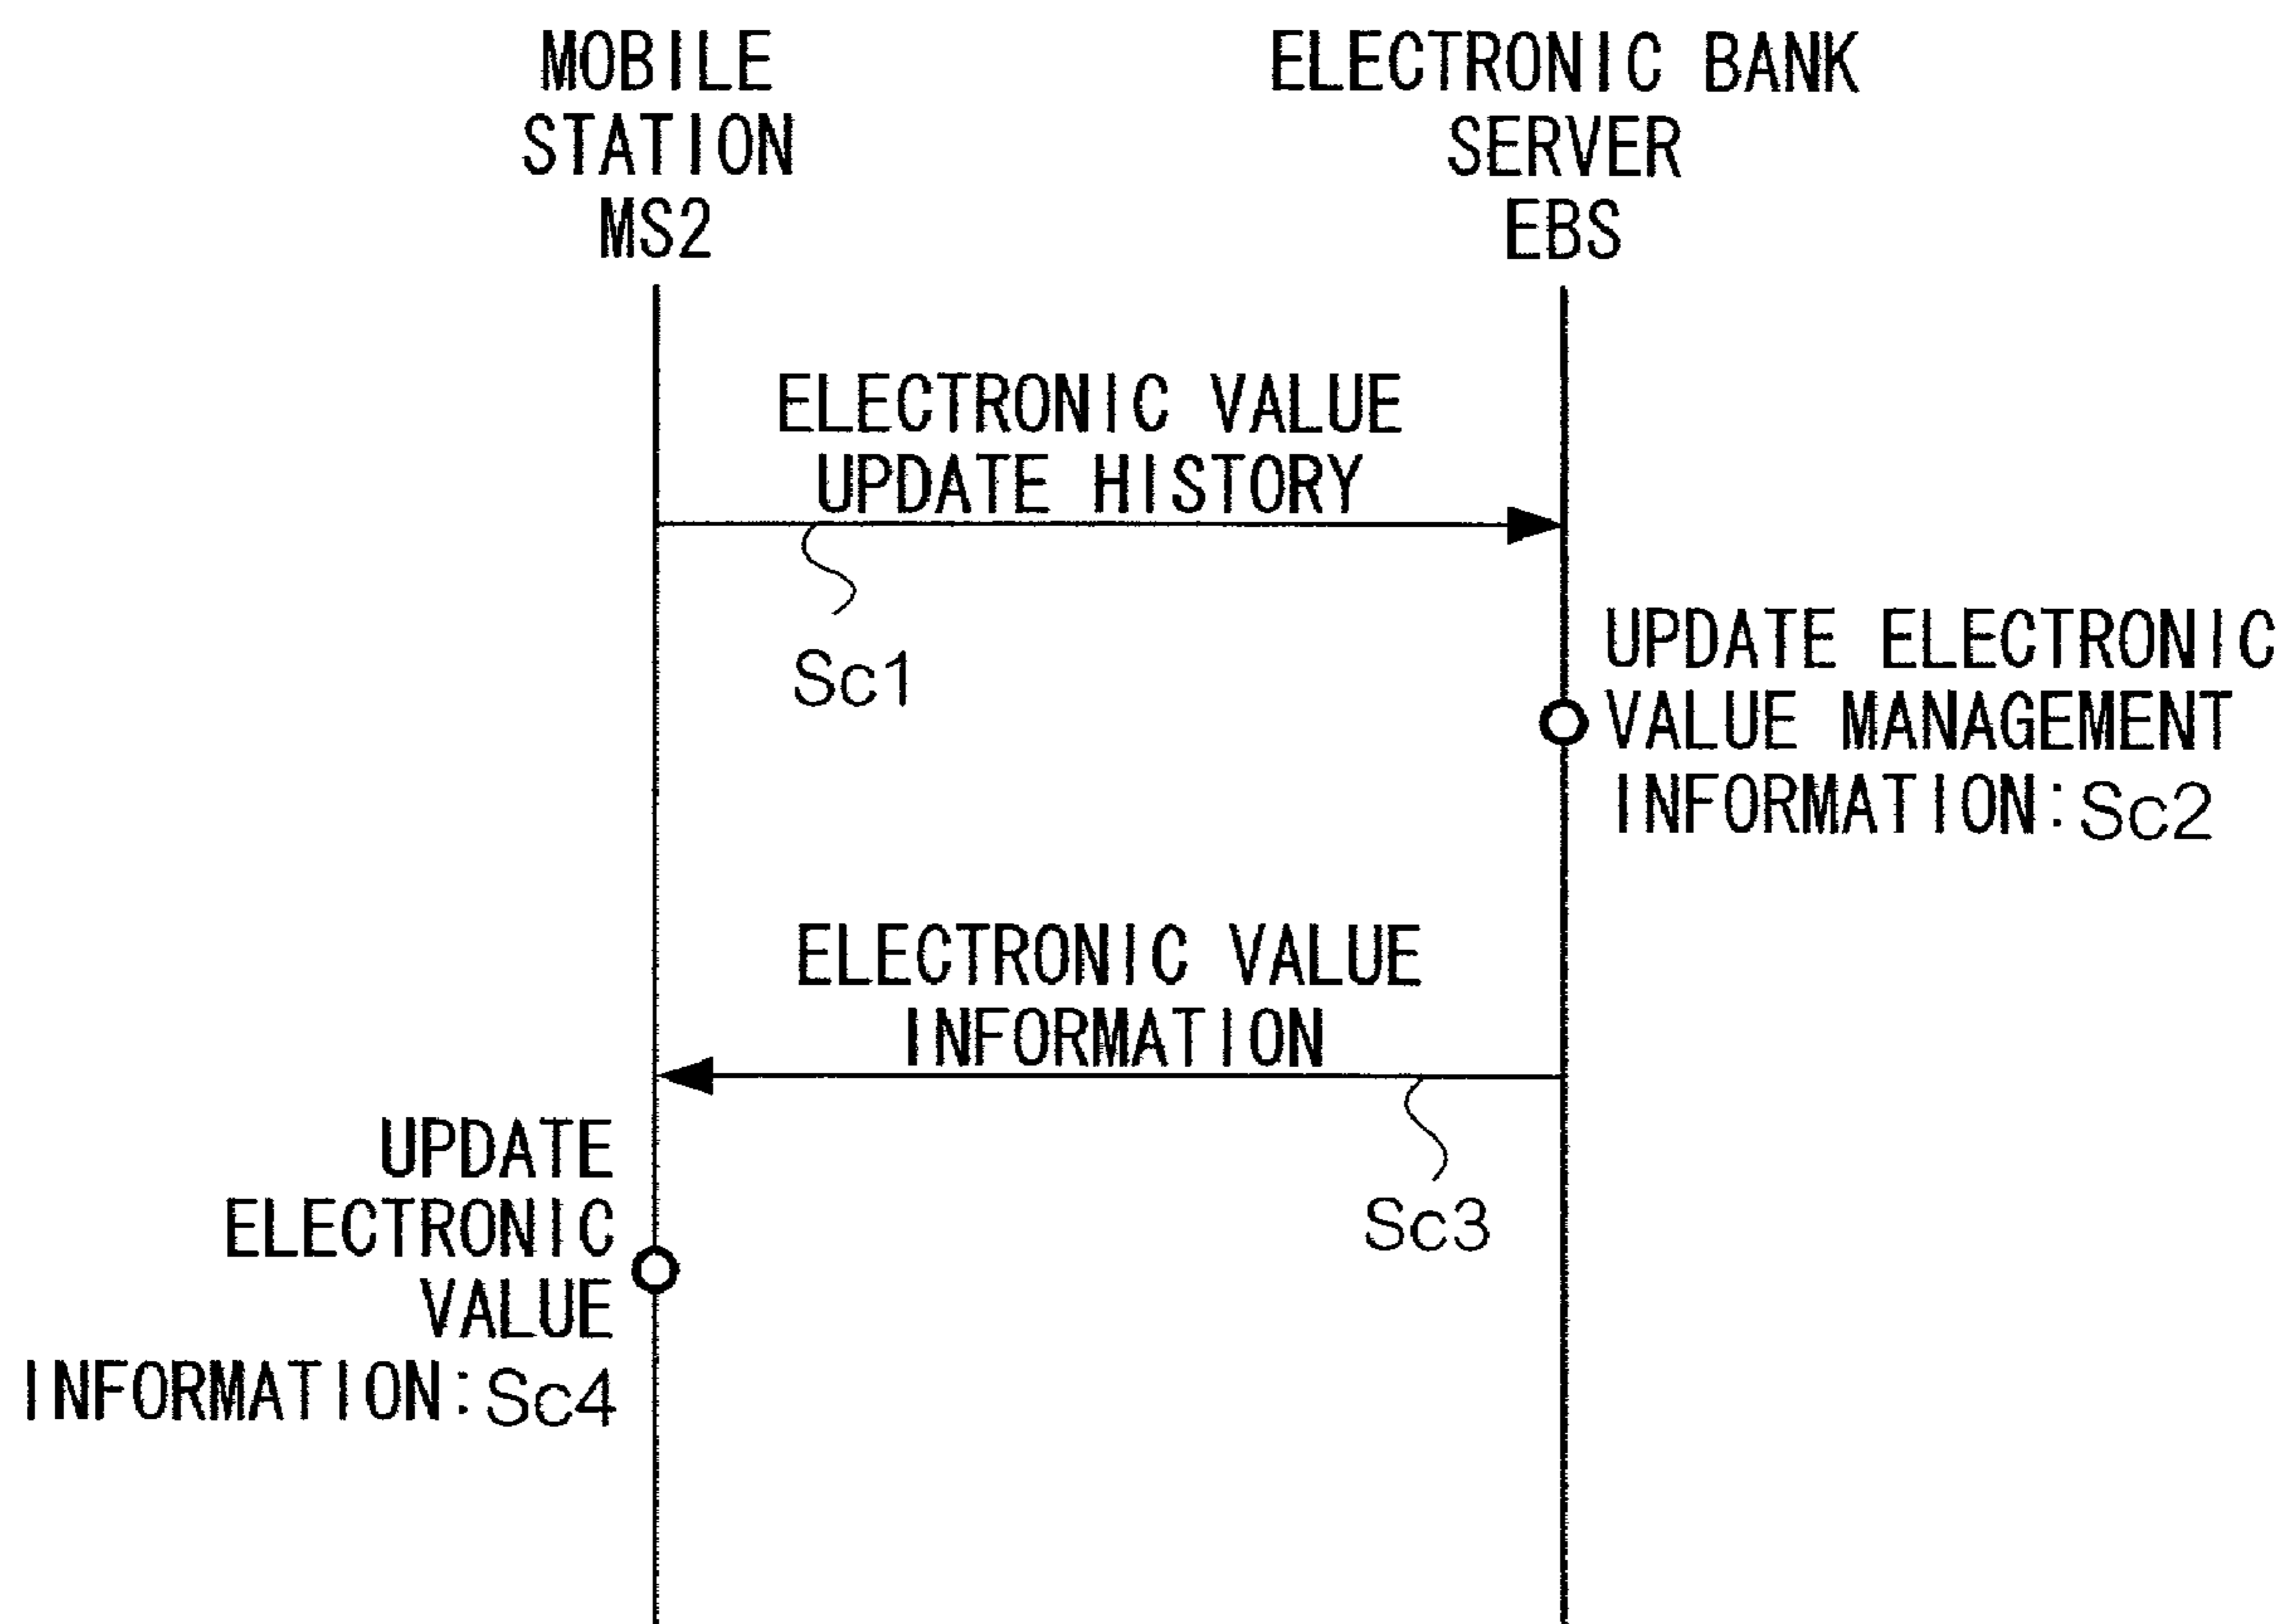 MOBILE
STATION
MS2
ELECTRONIC BANK
SERVER
EBS
ELECTRONIC VALUE
UPDATE HISTORY
Sc1
UPDATE ELECTRONIC
VALUE MANAGEMENT
INFORMATION:Sc2
ELECTRONIC VALUE
INFORMATION
Sc3
UPDATE
ELECTRONIC
VALUE
INFORMATION:Sc4